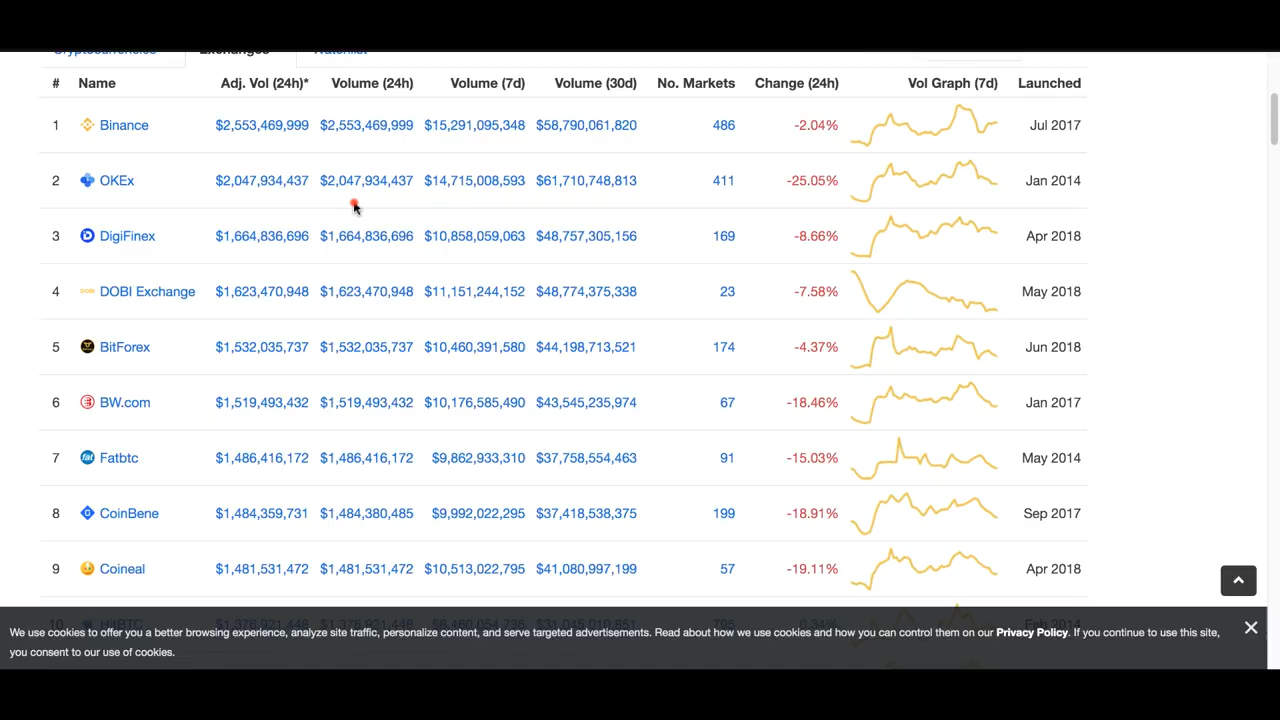 Cryptocurrencies Exchanges Watchlist
# Name Adj. Vol (24h)* Volume (24h) Volume (7d) Volume (30d) No. Markets Change (24h) Vol Graph (7d) Launched
1 Binance $2,553,469,999 $2,553,469,999 $15,291,095,348 $58,790,061,820 486 -2.04% Jul 2017
2 OKEx $2,047,934,437 $2,047,934,437 $14,715,008,593 $61,710,748,813 411 -25.05% Jan 2014
3 DigiFinex $1,664,836,696 $1,664,836,696 $10,858,059,063 $48,757,305,156 169 -8.66% Apr 2018
4 DOBI Exchange $1,623,470,948 $1,623,470,948 $11,151,244,152 $48,774,375,338 23 -7.58% May 2018
5 BitForex $1,532,035,737 $1,532,035,737 $10,460,391,580 $44,198,713,521 174 -4.37% Jun 2018
6 BW.com $1,519,493,432 $1,519,493,432 $10,176,585,490 $43,545,235,974 67 -18.46% Jan 2017
7 fat Fatbtc $1,486,416,172 $1,486,416,172 $9,862,933,310 $37,758,554,463 91 -15.03% May 2014
8 CoinBene $1,484,359,731 $1,484,380,485 $9,992,022,295 $37,418,538,375 199 -18.91% Sep 2017
9 Coineal $1,481,531,472 $1,481,531,472 $10,513,022,795 $41,080,997,199 57 -19.11% Apr 2018
10 HitBTC Feb 2014
We use cookies to offer you a better browsing experience, analyze site traffic, personalize content, and serve targeted advertisements. Read about how we use cookies and how you can control them on our Privacy Policy. If you continue to use this site,
you consent to our use of cookies.